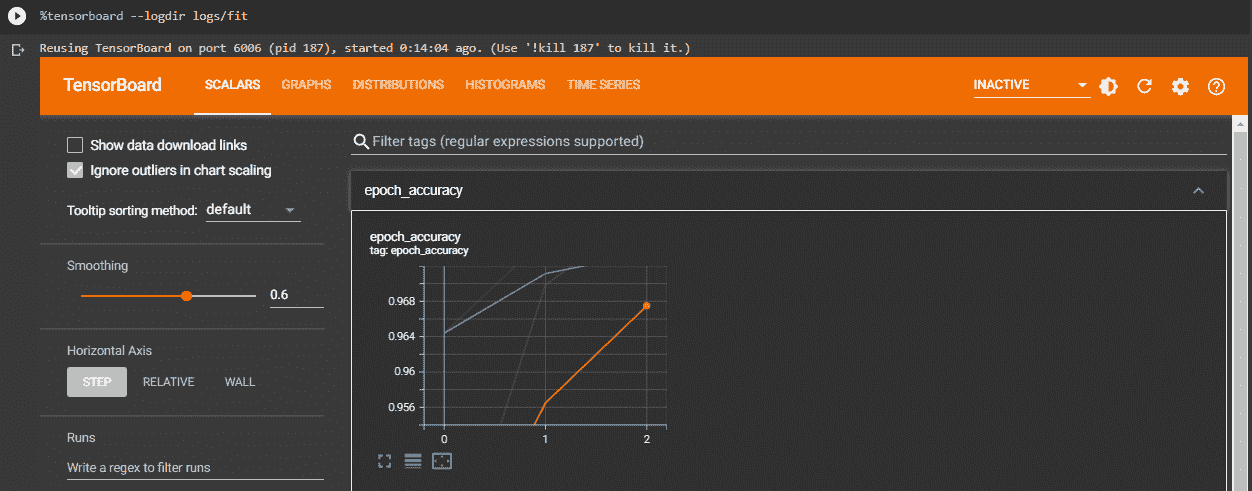 %tensorboard --logdir logs/fit
Reusing TensorBoard on port 6006 (pid 187), started 0:14:04 ago. (Use '!kill 187' to kill it.)
TensorBoard SCALARS GRAPHS DISTRIBUTIONS HISTOGRAMS TIME SERIES INACTIVE
Show data download links
Ignore outliers in chart scaling
Tooltip sorting method: default
Smoothing
0.6
Horizontal Axis
STEP RELATIVE WALL
Runs
Write a regex to filter runs
Filter tags (regular expressions supported)
epoch_accuracy
epoch_accuracy
tag: epoch_accuracy
0.968
0.964
0.96
0.956
0 1 2